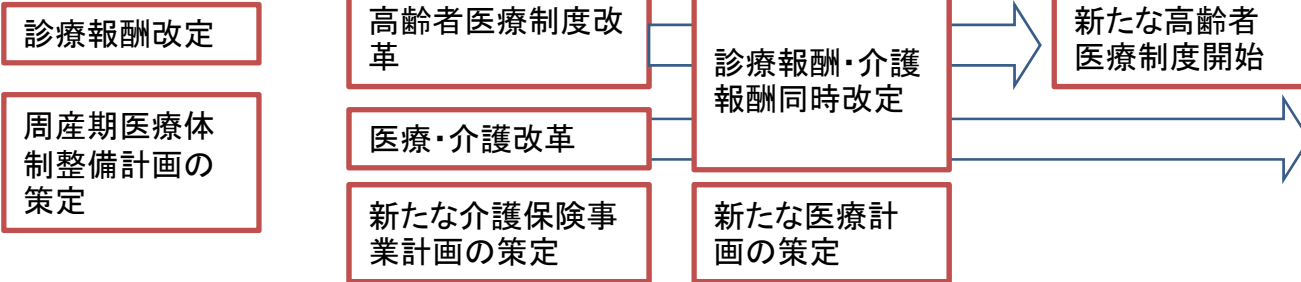 診療報酬改定
周産期医療体
制整備計画の
策定
高齢者医療制度改
革
医療・介護改革
新たな介護保険事
業計画の策定
診療報酬・介護
報酬同時改定
新たな医療計
画の策定
新たな高齢者
医療制度開始